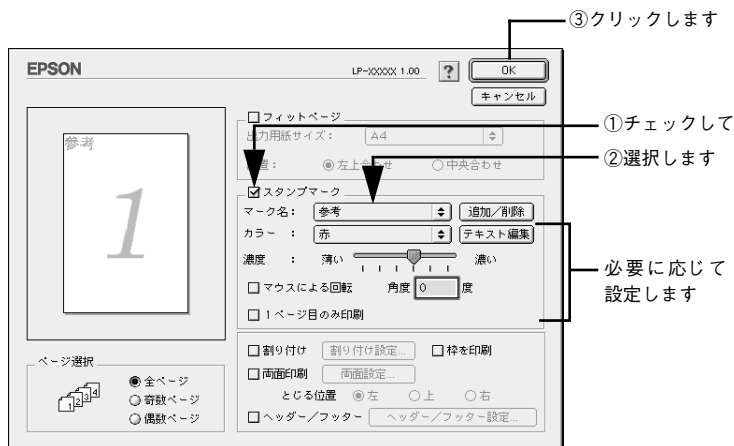 ③クリックします
EPSON
LP-XXXXX 1.00
?
OK
キャンセル
参考
1
フィットページ
出力用紙サイズ： A4
置： 左上合わせ 中央合わせ
①チェックして
②選択します
スタンプマーク
マーク名： 参考 追加／削除
カラー ： 赤 テキスト編集
濃度 ： 薄い 濃い
マウスによる回転 角度 0 度
1ページ目のみ印刷
必要に応じて
設定します
割り付け 割り付け設定... 枠を印刷
両面印刷 両面設定...
とじる位置 左 上 右
ヘッダー／フッター ヘッダー／フッター設定...
ページ選択
1 2 3 4
全ページ
奇数ページ
偶数ページ